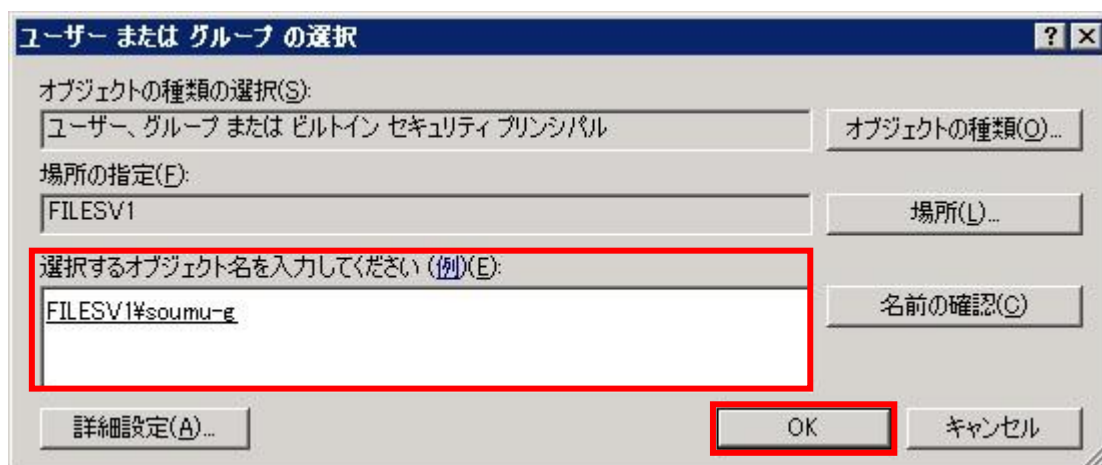 ユーザー または グループ の選択
オブジェクトの種類の選択(S):
ユーザー、グループ または ビルトイン セキュリティ プリンシパル
オブジェクトの種類(O)...
場所の指定(F):
FILESV1
場所(L)...
選択するオブジェクト名を入力してください (例)(E):
FILESV1¥soumu-g
名前の確認(C)
詳細設定(A)...
OK
キャンセル